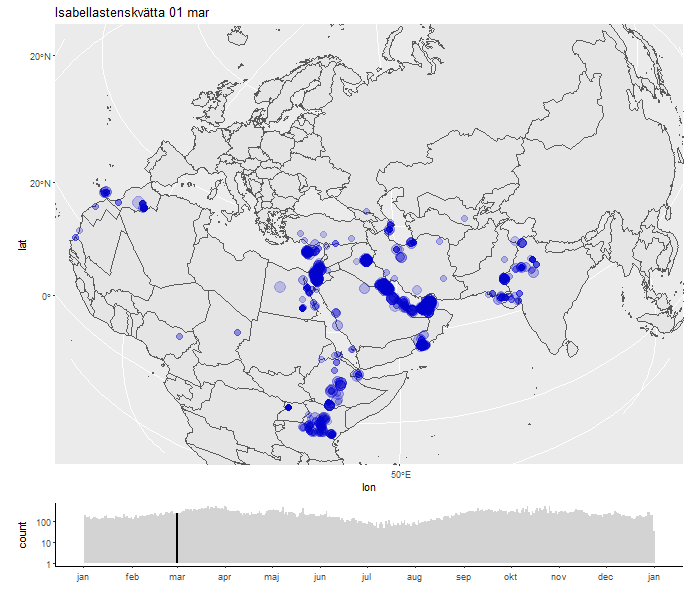 Isabellastenskvätta 01 mar
20°N
20°N
0°
lat
50°E
lon
count
100
10
1
jan feb mar apr maj jun jul aug sep okt nov dec jan